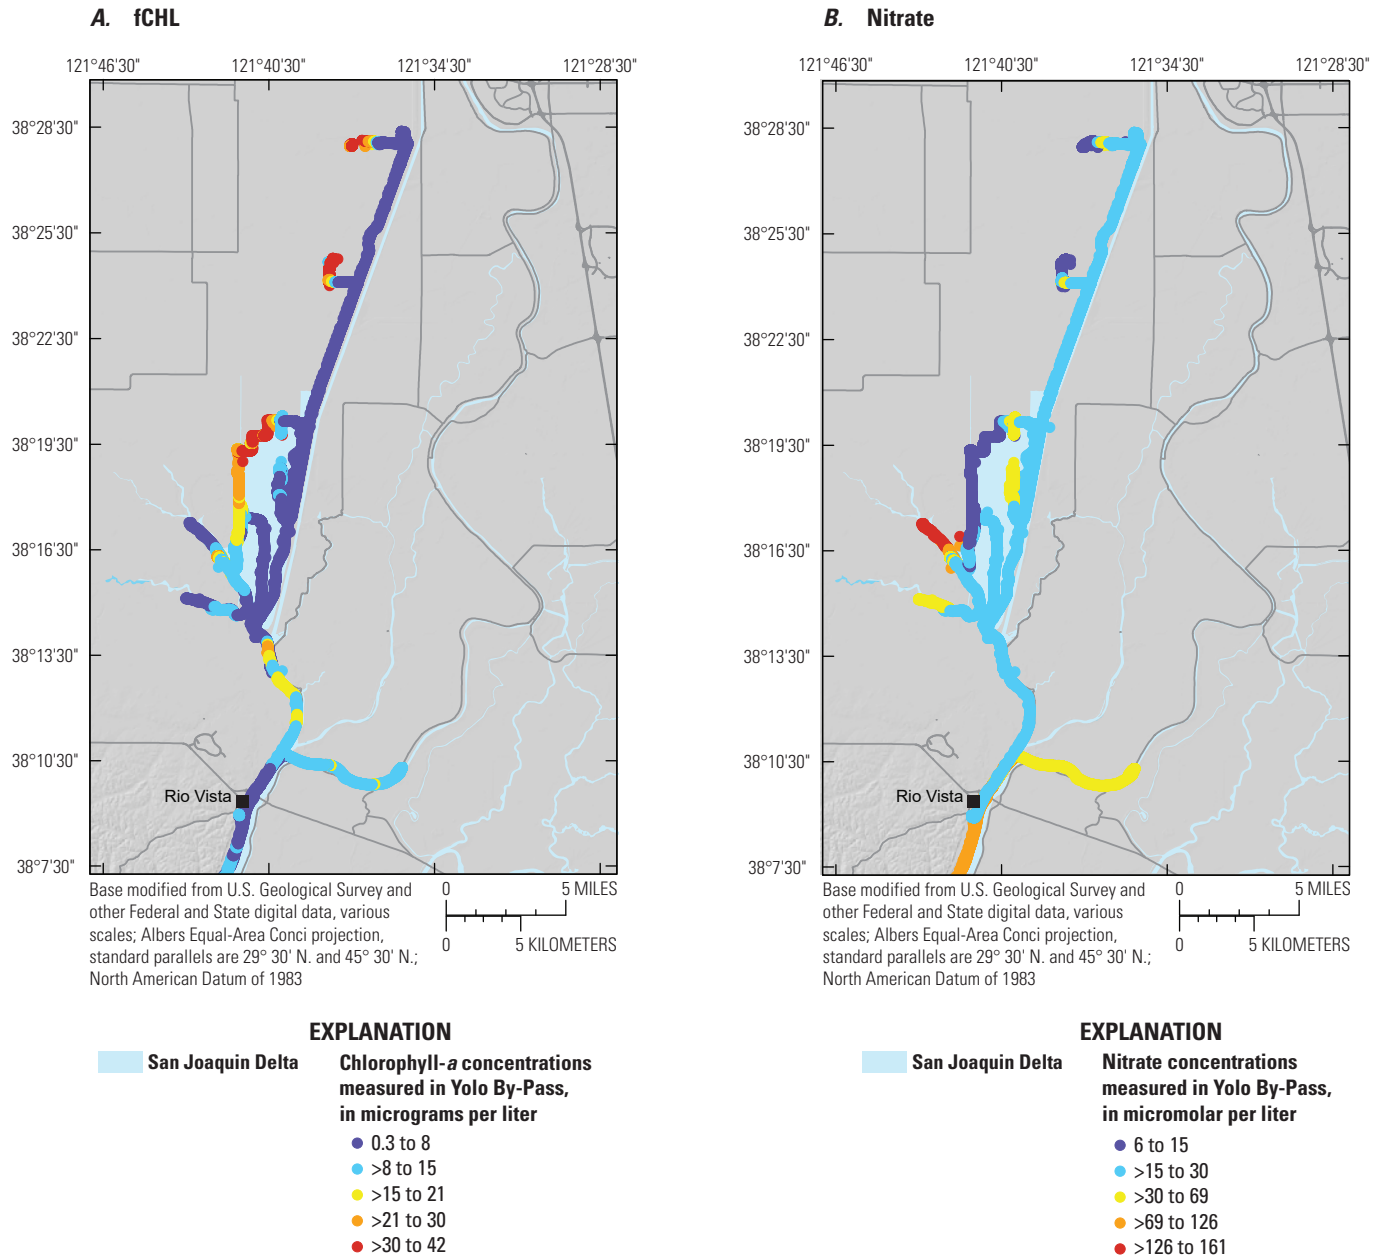 A. fCHL
121°46'30" 121°40'30" 121°34'30" 121°28'30"
38°28'30"
38°25'30"
38°22'30"
38°19'30"
38°16'30"
38°13'30"
38°10'30"
38°7'30"
Rio Vista
Base modified from U.S. Geological Survey and
other Federal and State digital data, various
scales; Albers Equal-Area Conci projection,
standard parallels are 29° 30' N. and 45° 30' N.;
North American Datum of 1983
0 5 MILES
0 5 KILOMETERS
EXPLANATION
San Joaquin Delta
Chlorophyll-a concentrations
measured in Yolo By-Pass,
in micrograms per liter
0.3 to 8
>8 to 15
>15 to 21
>21 to 30
>30 to 42
B. Nitrate
121°46'30" 121°40'30" 121°34'30" 121°28'30"
38°28'30"
38°25'30"
38°22'30"
38°19'30"
38°16'30"
38°13'30"
38°10'30"
38°7'30"
Rio Vista
Base modified from U.S. Geological Survey and
other Federal and State digital data, various
scales; Albers Equal-Area Conci projection,
standard parallels are 29° 30' N. and 45° 30' N.;
North American Datum of 1983
0 5 MILES
0 5 KILOMETERS
EXPLANATION
San Joaquin Delta
Nitrate concentrations
measured in Yolo By-Pass,
in micromolar per liter
6 to 15
>15 to 30
>30 to 69
>69 to 126
>126 to 161